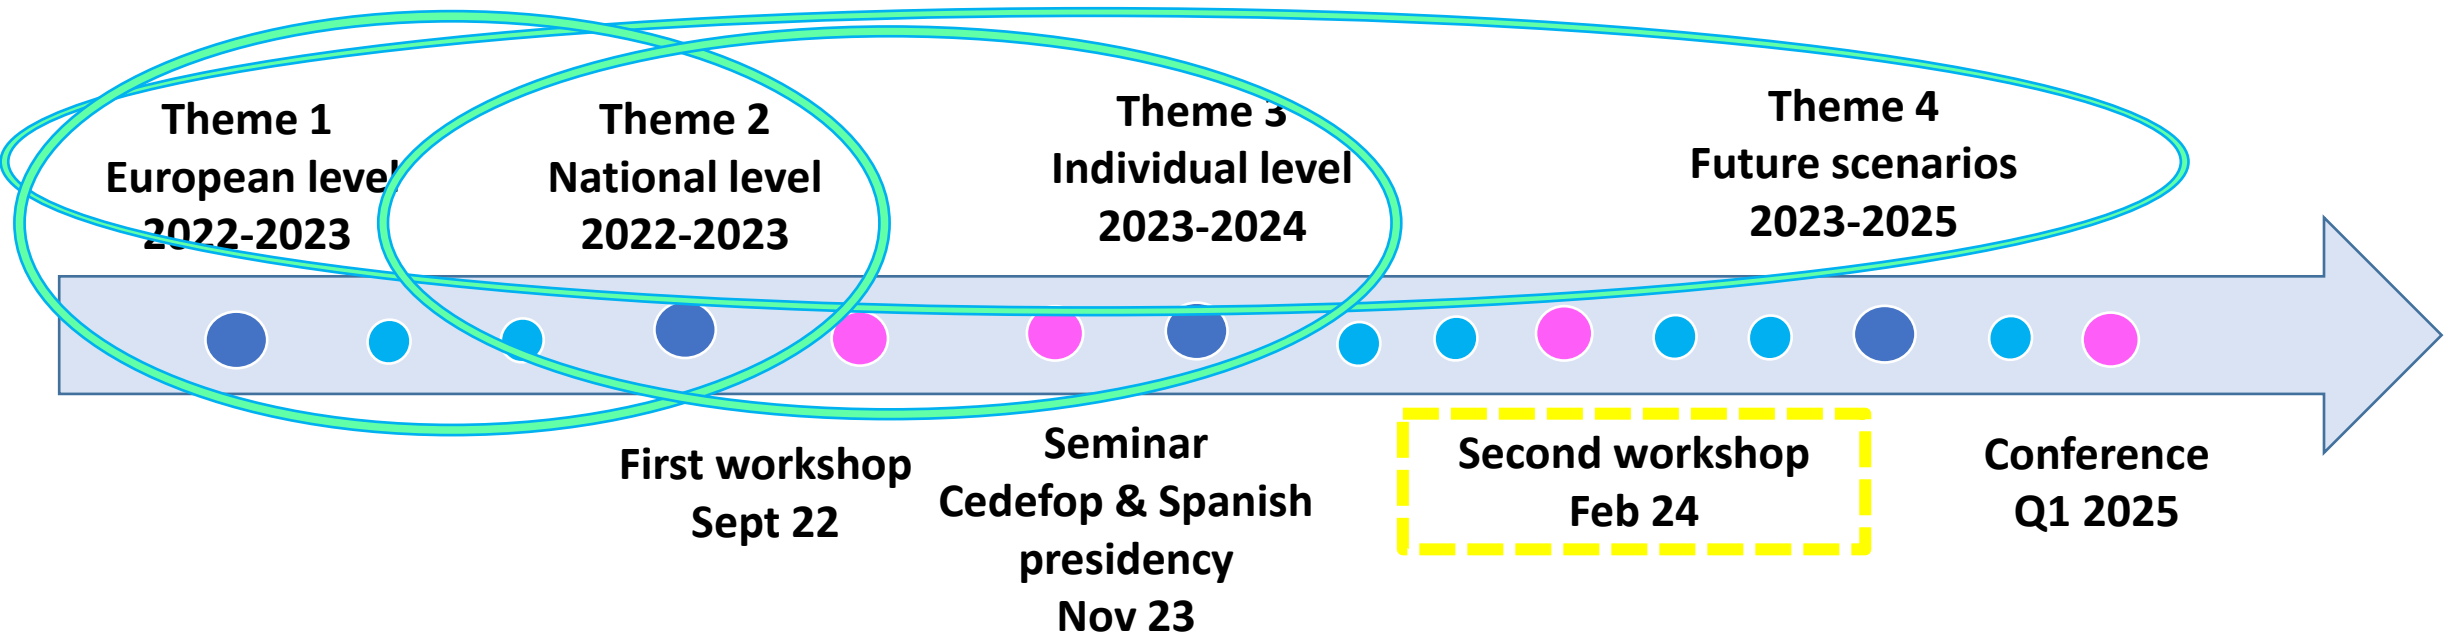 Theme 1
European level
2022-2023
Theme 2
National level
2022-2023
Theme 3
Individual level
2023-2024
Theme 4
Future scenarios
2023-2025
First workshop
Sept 22
Seminar
Cedefop & Spanish
presidency
Nov 23
Second workshop
Feb 24
Conference
Q1 2025